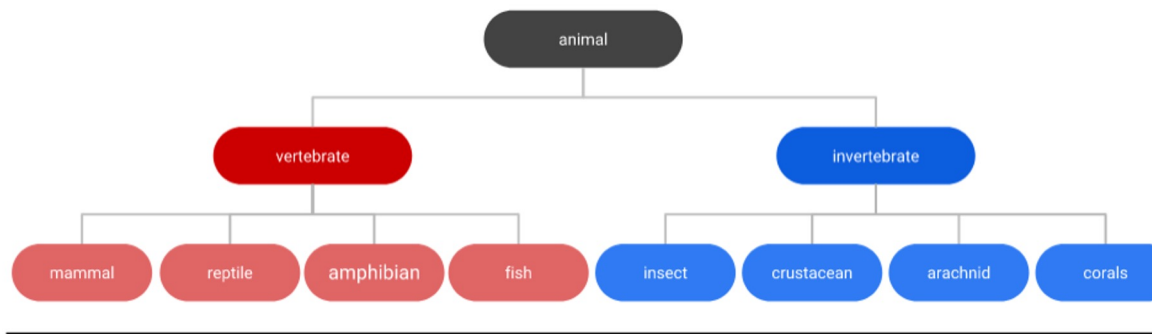 animal
vertebrate
invertebrate
mammal
reptile
amphibian
fish
insect
crustacean
arachnid
corals